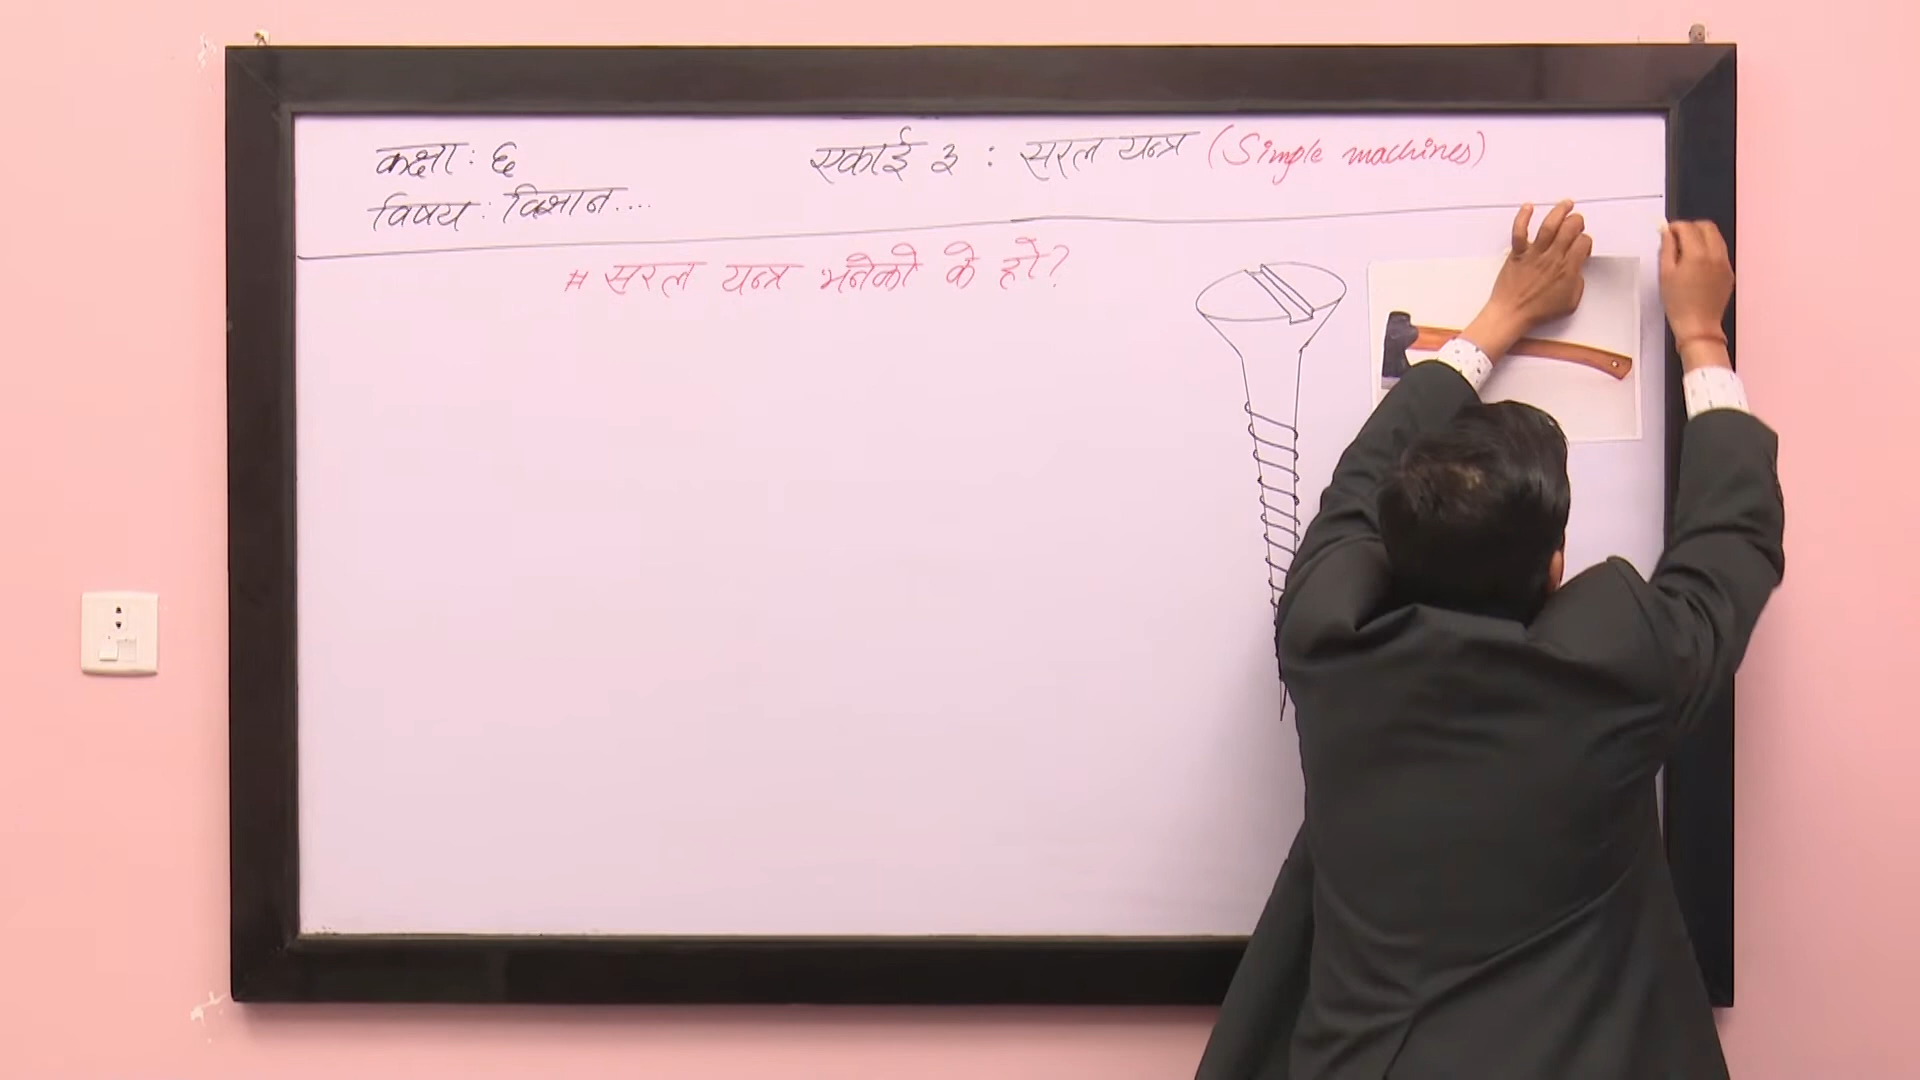 कक्षा : ६
एकाई ३ : सरल यन्त्र (Simple machines)
विषय : विज्ञान....
# सरल यन्त्र भनेको के हो?